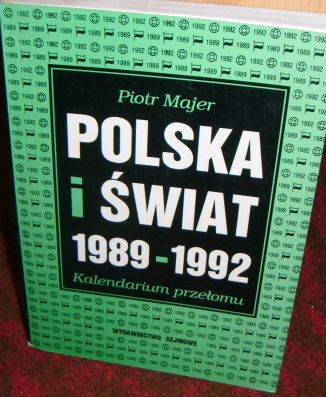 Piotr Majer
POLSKA
i ŚWIAT
1989-1992
Kalendarium przełomu
WYDAWNICTWO SEJMOWE